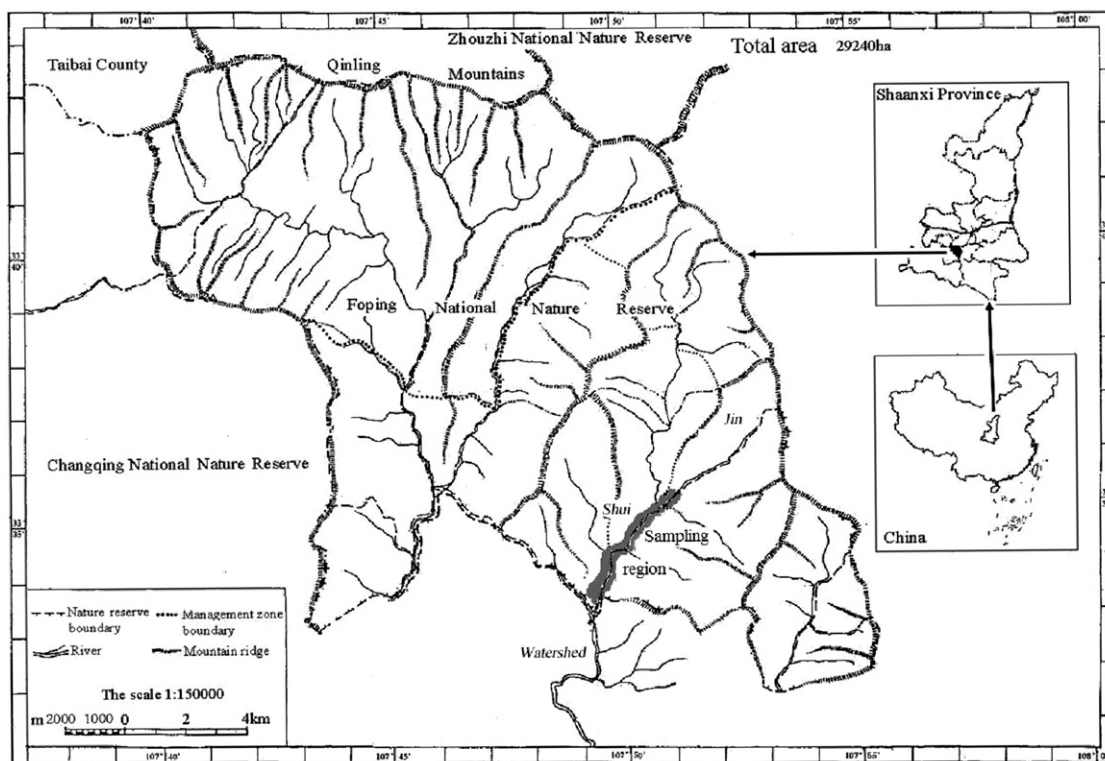 107°40'
107°45'
107°50'
107°55'
108°00'
Zhouzhi National Nature Reserve
Total area 29240ha
Taibai County
Qinling
Mountains
Shaanxi Province
33
40
Foping
National
Nature
Reserve
Jin
Changqing National Nature Reserve
Shui
Sampling
region
33
35'
China
Nature reserve
boundary
Management zone
boundary
River
Mountain ridge
Watershed
The scale 1:150000
m 2000 1000 0 2 4km
107°40'
107°45'
107°50'
107°55'